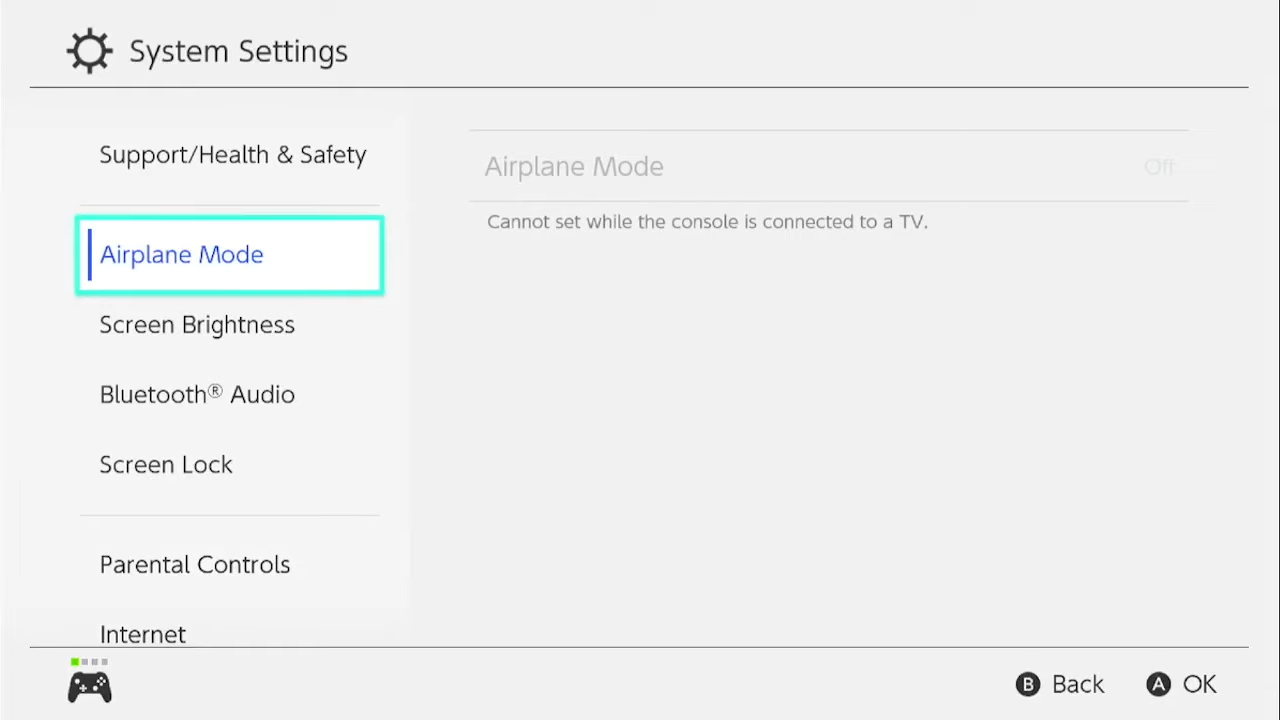 System Settings
Support/Health & Safety
Airplane Mode
Screen Brightness
Bluetooth® Audio
Screen Lock
Parental Controls
Internet
Airplane Mode Off
Cannot set while the console is connected to a TV.
B Back A OK